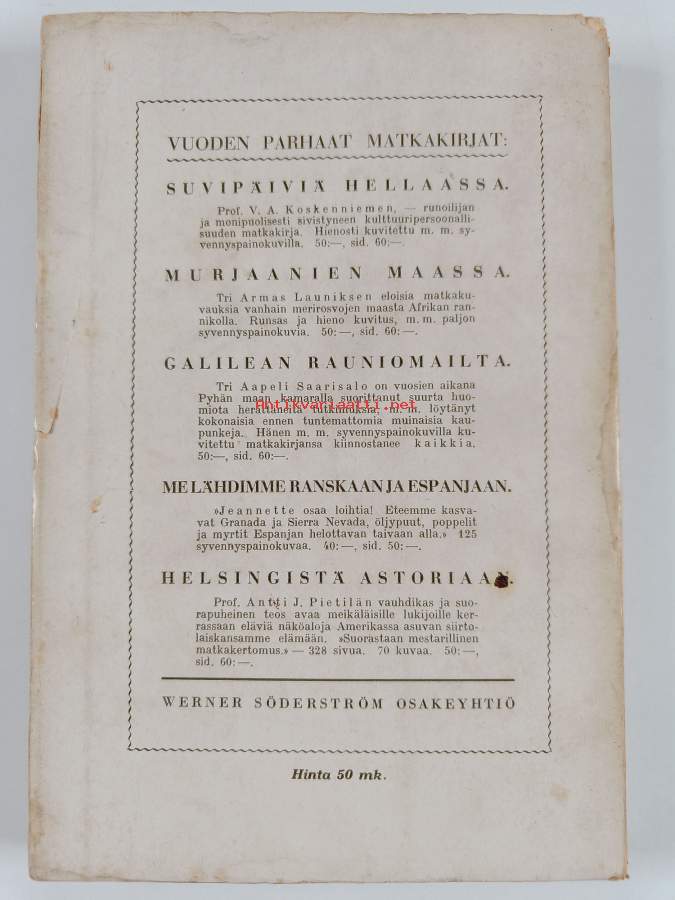 VUODEN PARHAAT MATKAKIRJAT:
SUVIPÄIVIÄ HELLAASSA.
Prof. V. A. Koskenniemen, — runoilijan
ja monipuolisesti sivistyneen kulttuuripersoonalli-
suuden matkakirja. Hienosti kuvitettu m. m. sy-
vennyspainokuvilla. 50:—, sid. 60:—.
MURJAANIEN MAASSA.
Tri Armas Launiksen eloisia matkaku-
vauksia vanhain merirosvojen maasta Afrikan ran-
nikolla. Runsas ja hieno kuvitus, m. m. paljon
syvennyspainokuvia. 50:—, sid. 60:—.
GALILEAN RAUNIOMAILTA.
Tri Aapeli Saarisalo on vuosien aikana
Pyhän maan kamaralla suorittanut suurta huo-
miota herättäneitä tutkimuksia, m. m. löytänyt
Antikvariaatti.net
kokonaisia ennen tuntemattomia muinaisia kau-
punkeja. Hänen m. m. syvennyspainokuvilla ku-
vitettu matkakirjansa kiinnostanee kaikkia.
50:—, sid. 60:—.
ME LÄHDIMME RANSKAAN JA ESPANJAAN.
»Jeannette osaa loihtia! Eteemme kasva-
vat Granada ja Sierra Nevada, öljypuut, poppelit
ja myrtit Espanjan helottavan taivaan alla.» 125
syvennyspainokuvaa. 40:—, sid. 50:—.
HELSINGISTÄ ASTORIAAN.
Prof. Antti J. Pietilän vauhdikas ja suo-
rapuheinen teos avaa meikäläisille lukijoille ker-
rassaan eläviä näköaloja Amerikassa asuvan siirto-
laiskansamme elämään. »Suorastaan mestarillinen
matkakertomus.» — 328 sivua. 70 kuvaa. 50:—,
sid. 60:—.
WERNER SÖDERSTRÖM OSAKEYHTIÖ
Hinta 50 mk.